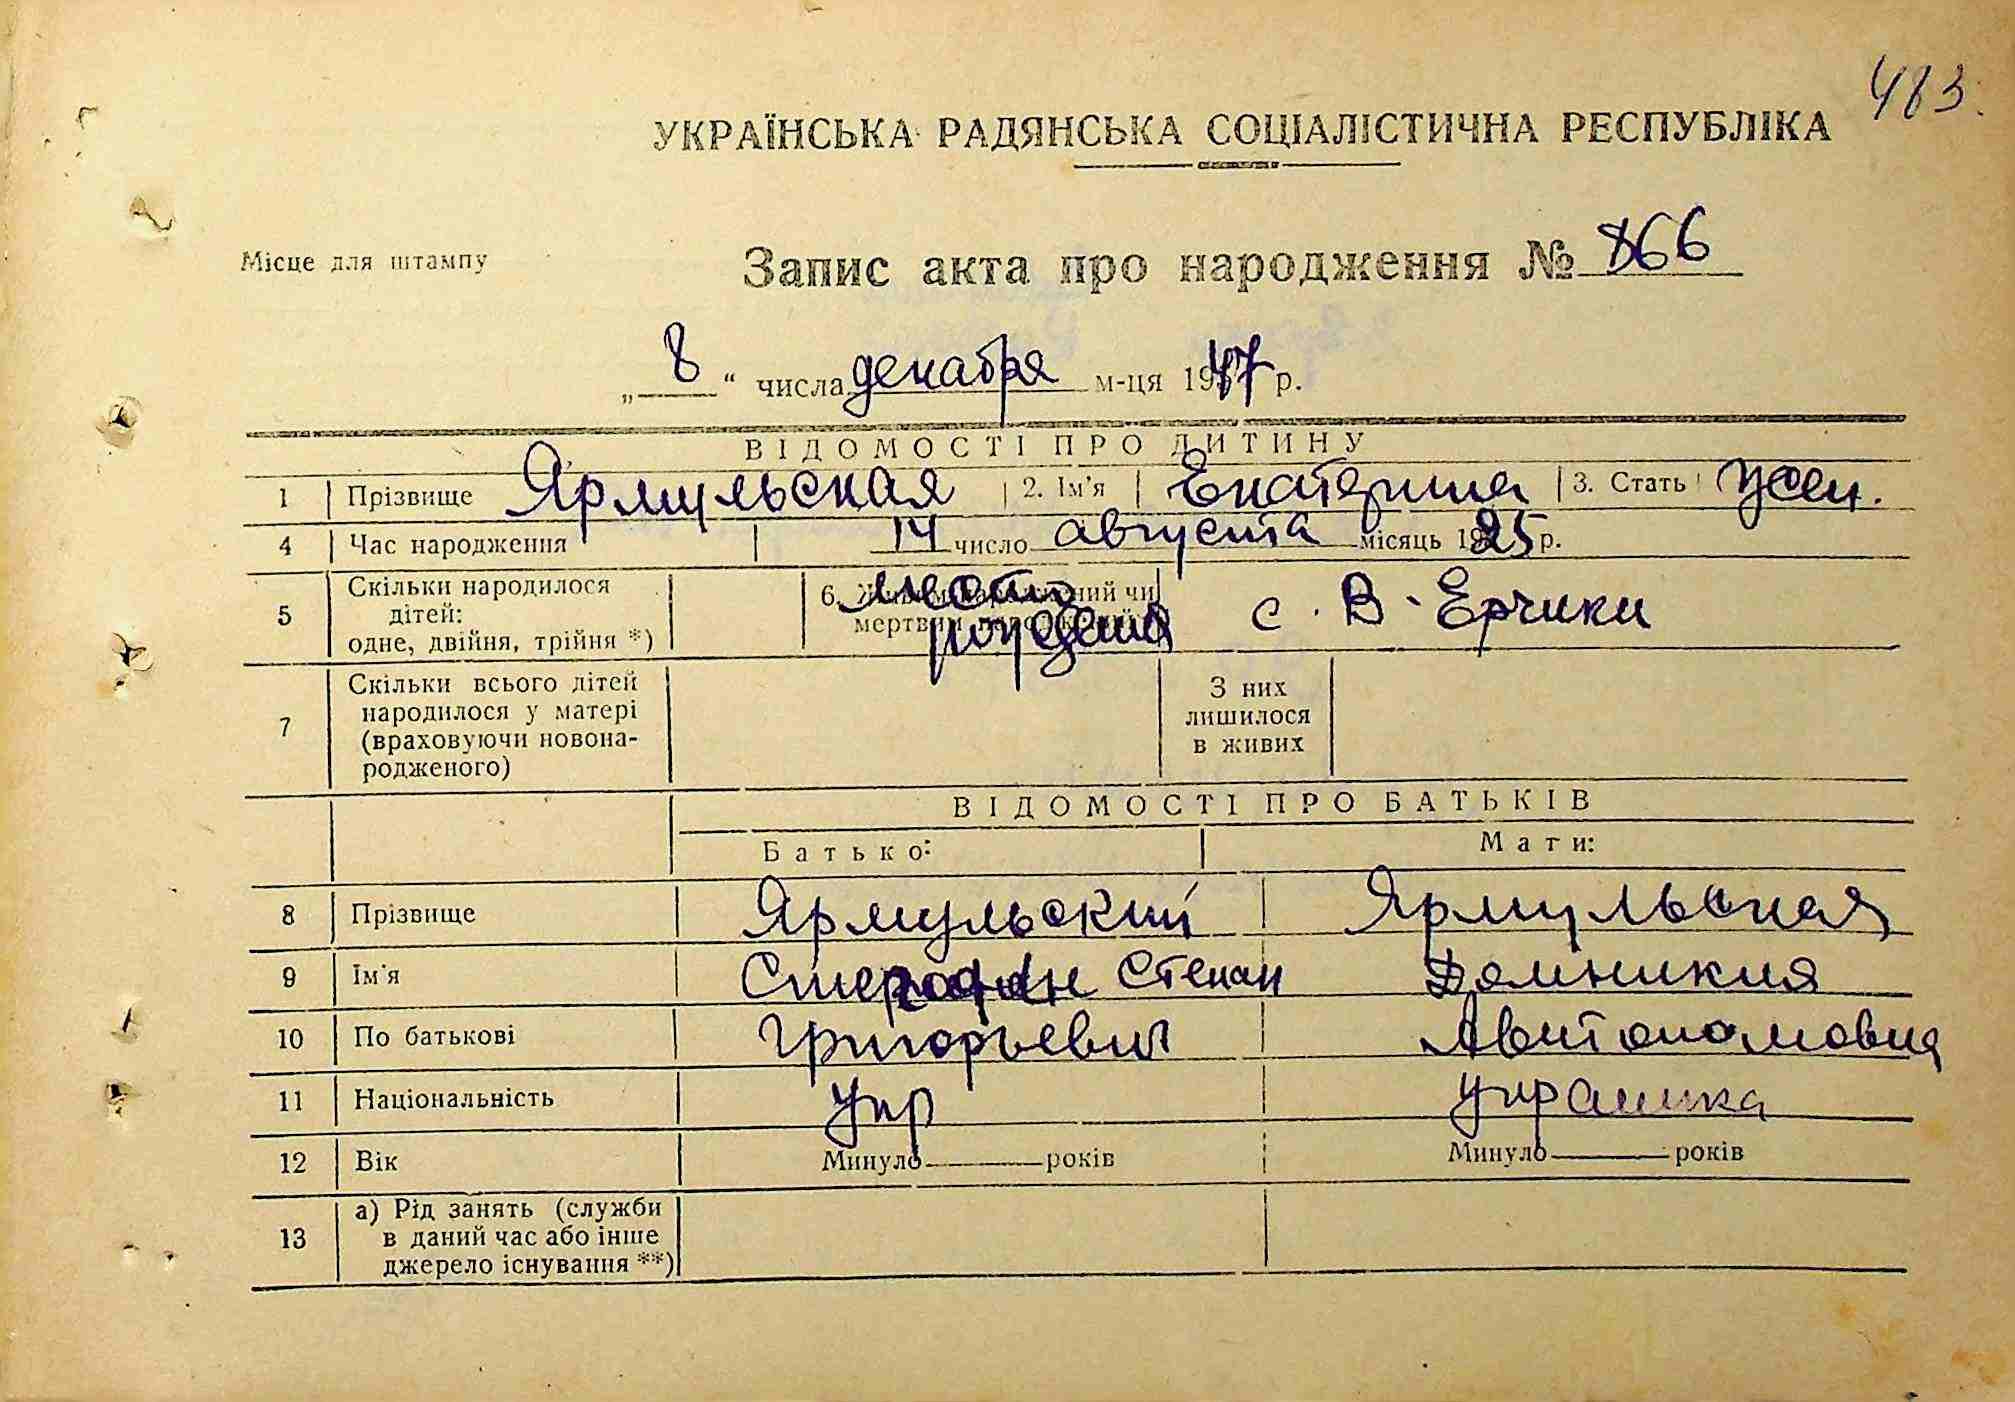 483.
УКРАЇНСЬКА РАДЯНСЬКА СОЦІАЛІСТИЧНА РЕСПУБЛІКА
Місце для штампу
Запис акта про народження № 866
„ 8 “ числа декабря м-ця 1947 р.
ВІДОМОСТІ ПРО ДИТИНУ
1 Прізвище Ярмульская 2. Ім'я Екатерина 3. Стать жен.
4 Час народження 14 число августа місяць 1925 р.
5 Скільки народилося дітей: одне, двійня, трійня *) 6. Живим народжений чи мертвим народжений место рождения с. В-Ерчики
7 Скільки всього дітей народилося у матері (враховуючи новонародженого) З них лишилося в живих
ВІДОМОСТІ ПРО БАТЬКІВ
Батько: Мати:
8 Прізвище Ярмульский Ярмульская
9 Ім'я Степан Домникия
10 По батькові Григорьевич Автономовна
11 Національність Укр украинка
12 Вік Минуло років Минуло років
13 а) Рід занять (служби в даний час або інше джерело існування **)